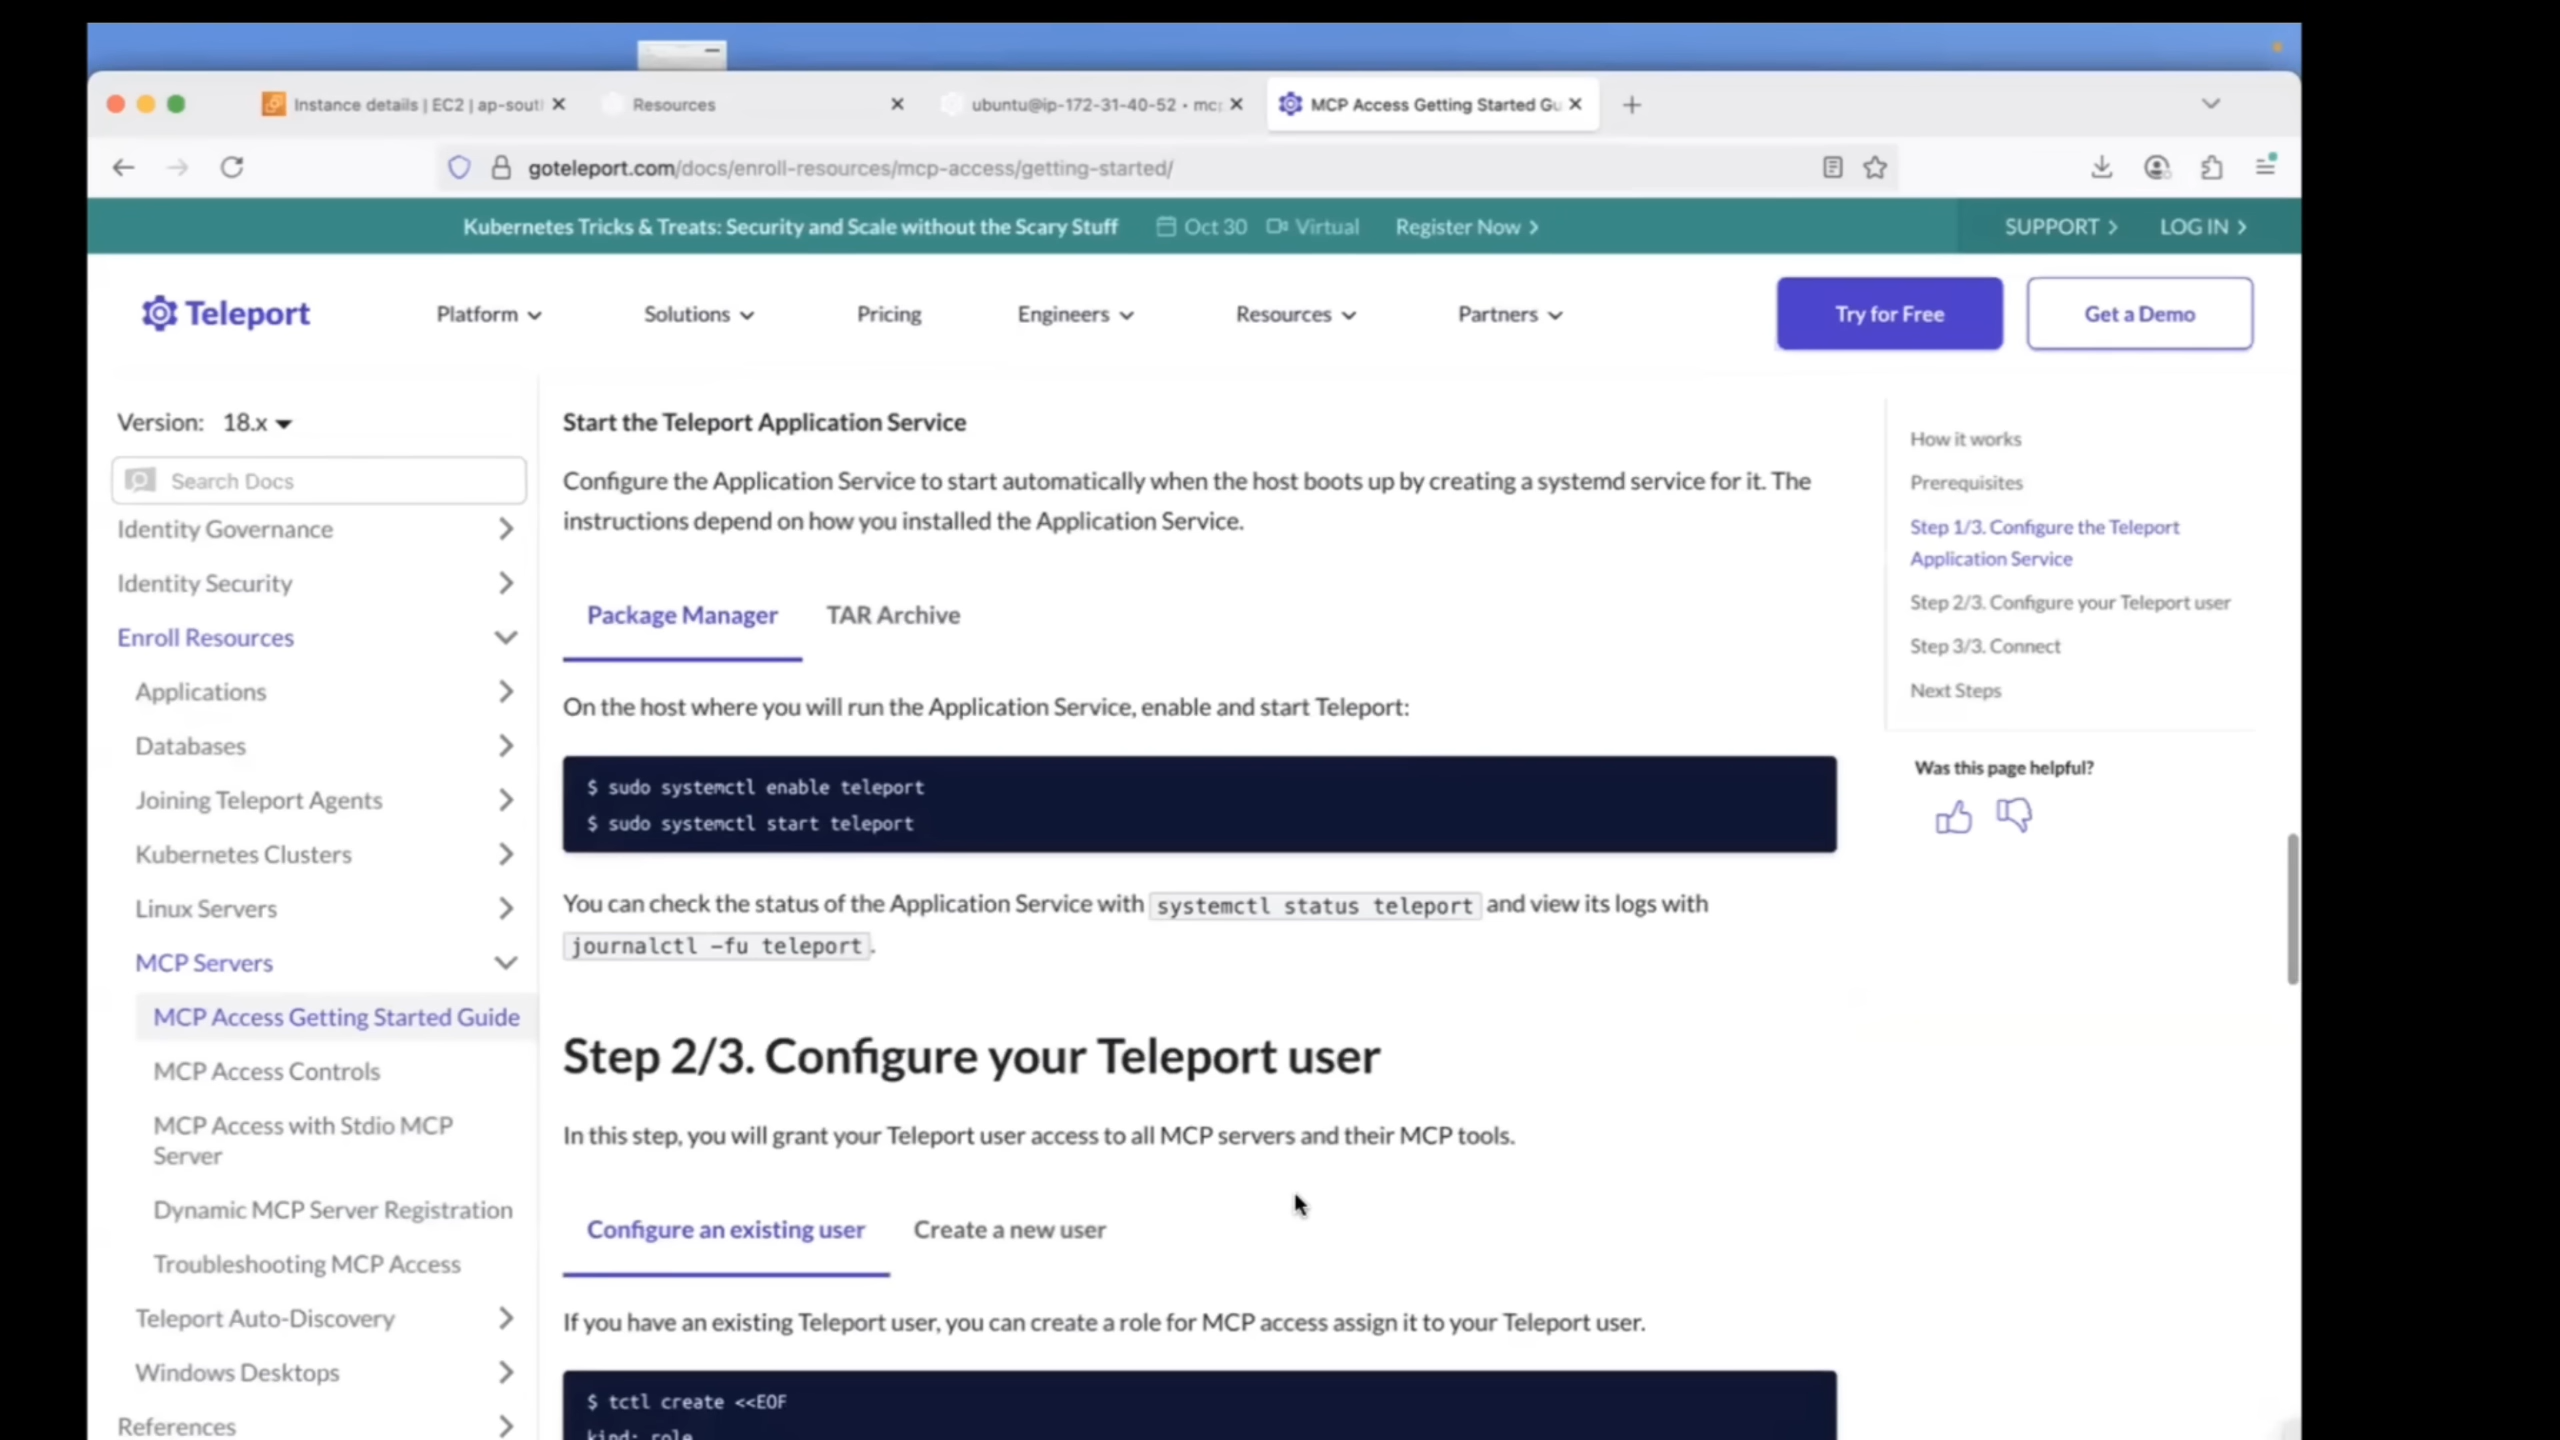 Instance details | EC2 | ap-sout
Resources
ubuntu@ip-172-31-40-52 • mc
MCP Access Getting Started Gu
goteleport.com/docs/enroll-resources/mcp-access/getting-started/
Kubernetes Tricks & Treats: Security and Scale without the Scary Stuff
Oct 30
Virtual
Register Now
SUPPORT
LOG IN
Teleport
Platform
Solutions
Pricing
Engineers
Resources
Partners
Try for Free
Get a Demo
Version: 18.x
Search Docs
Identity Governance
Identity Security
Enroll Resources
Applications
Databases
Joining Teleport Agents
Kubernetes Clusters
Linux Servers
MCP Servers
MCP Access Getting Started Guide
MCP Access Controls
MCP Access with Stdio MCP
Server
Dynamic MCP Server Registration
Troubleshooting MCP Access
Teleport Auto-Discovery
Windows Desktops
References
Start the Teleport Application Service
Configure the Application Service to start automatically when the host boots up by creating a systemd service for it. The
instructions depend on how you installed the Application Service.
Package Manager
TAR Archive
On the host where you will run the Application Service, enable and start Teleport:
$ sudo systemctl enable teleport
$ sudo systemctl start teleport
You can check the status of the Application Service with systemctl status teleport and view its logs with
journalctl -fu teleport.
Step 2/3. Configure your Teleport user
In this step, you will grant your Teleport user access to all MCP servers and their MCP tools.
Configure an existing user
Create a new user
If you have an existing Teleport user, you can create a role for MCP access assign it to your Teleport user.
$ tctl create <<EOF
kind: role
How it works
Prerequisites
Step 1/3. Configure the Teleport
Application Service
Step 2/3. Configure your Teleport user
Step 3/3. Connect
Next Steps
Was this page helpful?